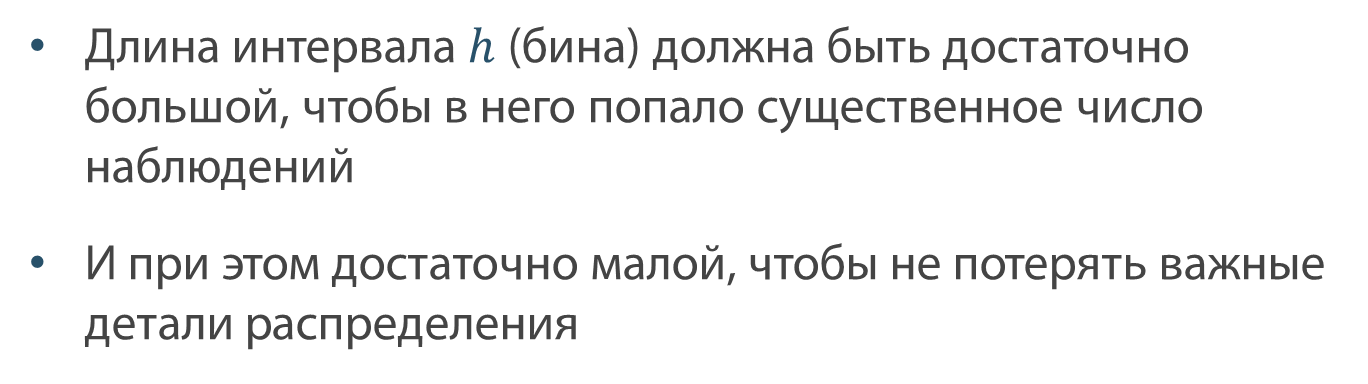 • Длина интервала h (бина) должна быть достаточно
большой, чтобы в него попало существенное число
наблюдений
• И при этом достаточно малой, чтобы не потерять важные
детали распределения